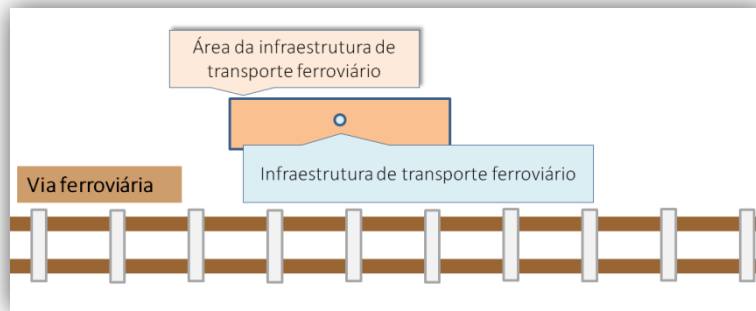 Área da infraestrutura de
transporte ferroviário
Infraestrutura de transporte ferroviário
Via ferroviária